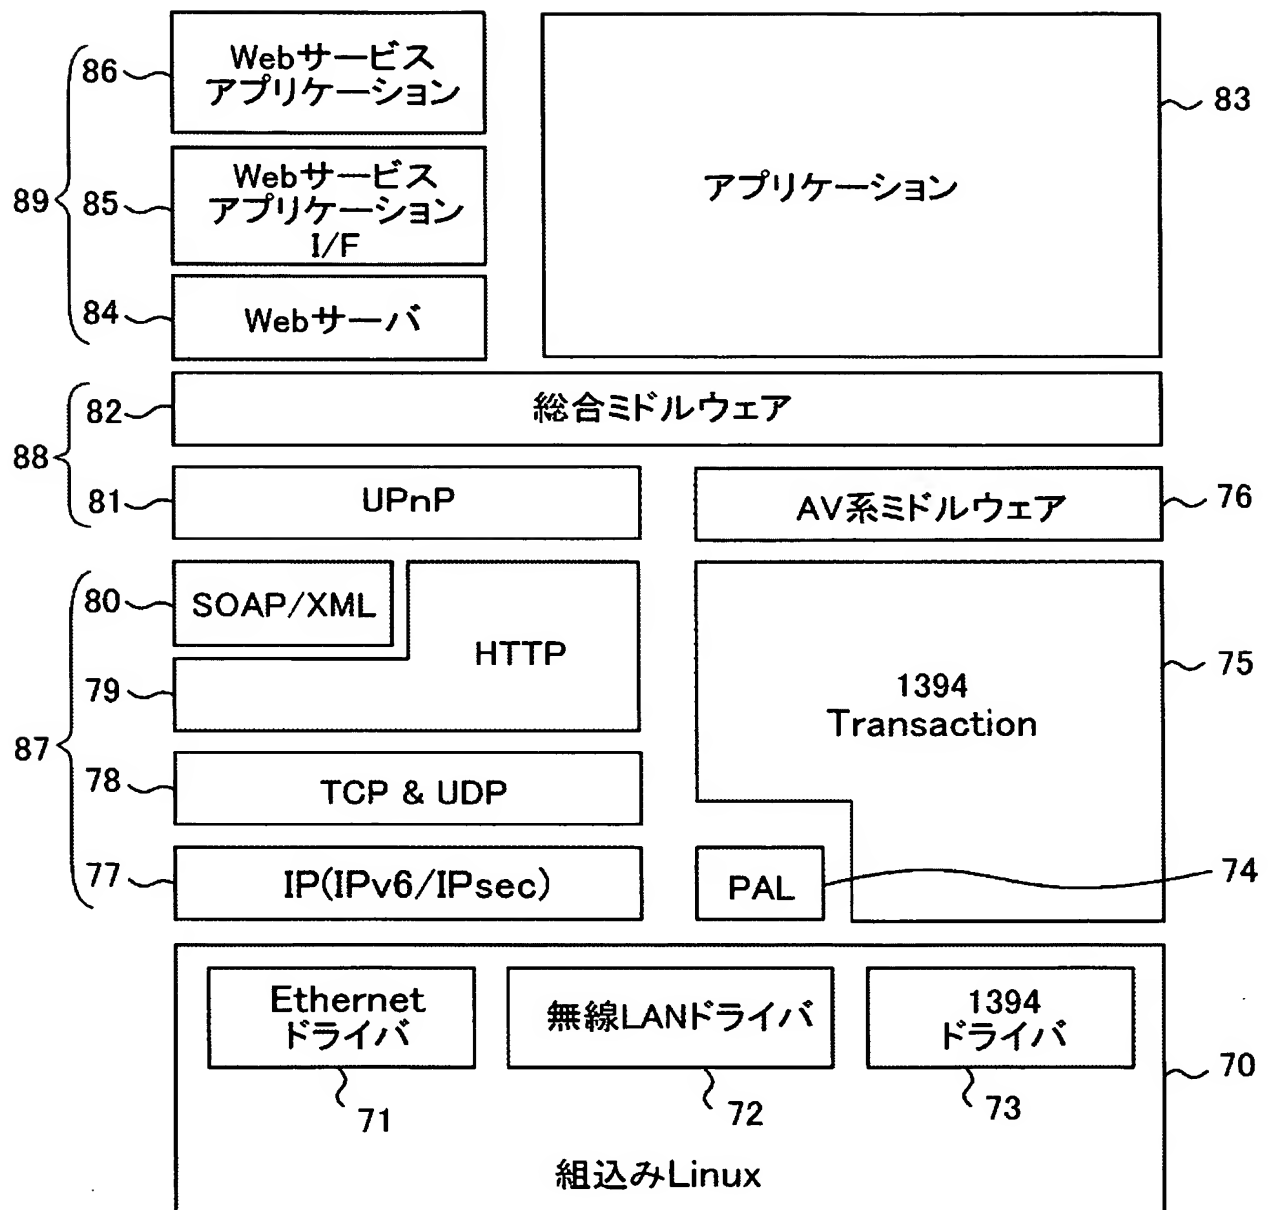 86
Webサービス
アプリケーション
83
アプリケーション
89
85
Webサービス
アプリケーション
I/F
84
Webサーバ
82
総合ミドルウェア
88
81
UPnP
AV系ミドルウェア
76
80
SOAP/XML
HTTP
79
1394
Transaction
75
87
78
TCP & UDP
77
IP(IPv6/IPsec)
PAL
74
Ethernet
ドライバ
無線LANドライバ
1394
ドライバ
70
71
72
73
組込みLinux